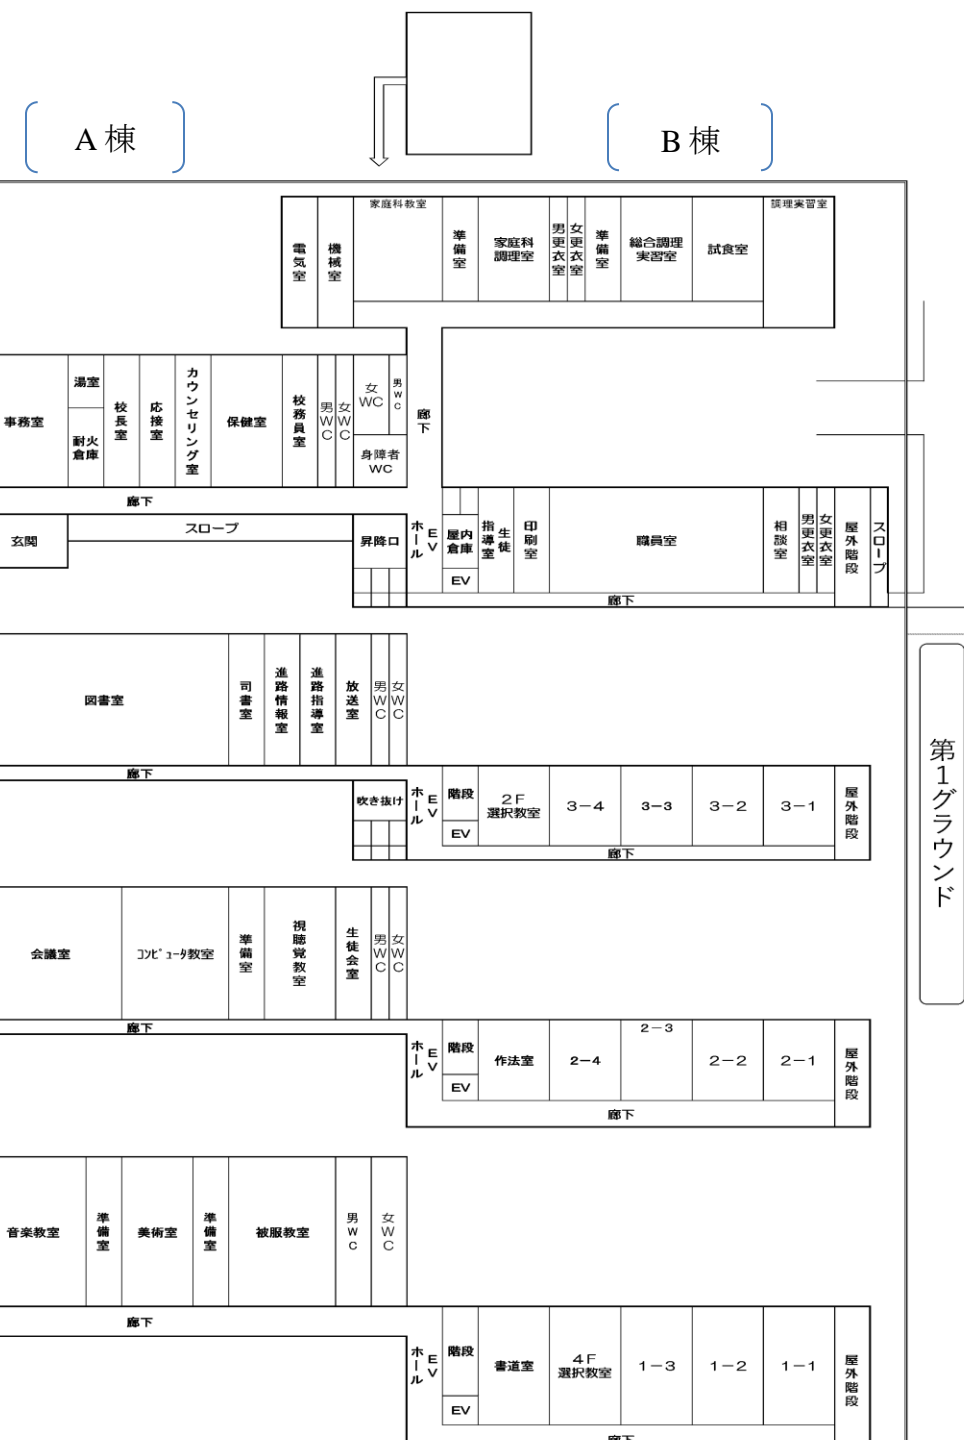 A 棟
B 棟
電気室
機械室
家庭科教室
準備室
家庭科
調理室
男更衣室
女更衣室
準備室
総合調理
実習室
試食室
調理実習室
事務室
湯室
耐火
倉庫
校長室
応接室
カウンセリング室
保健室
校務員室
男WC
女WC
女
WC
男WC
身障者
WC
廊下
廊下
玄関
スロープ
昇降口
ホール
EV
屋内
倉庫
EV
生徒
指導室
印刷室
職員室
相談室
男更衣室
女更衣室
屋外階段
スロープ
廊下
図書室
司書室
進路情報室
進路指導室
放送室
男WC
女WC
廊下
吹き抜け
ホール
EV
階段
EV
2F
選択教室
3-4
3-3
3-2
3-1
屋外階段
廊下
第1グラウンド
会議室
コンピュータ教室
準備室
視聴覚教室
生徒会室
男WC
女WC
廊下
ホール
EV
階段
EV
作法室
2-4
2-3
2-2
2-1
屋外階段
廊下
音楽教室
準備室
美術室
準備室
被服教室
男WC
女WC
廊下
ホール
EV
階段
EV
書道室
4F
選択教室
1-3
1-2
1-1
屋外階段
廊下